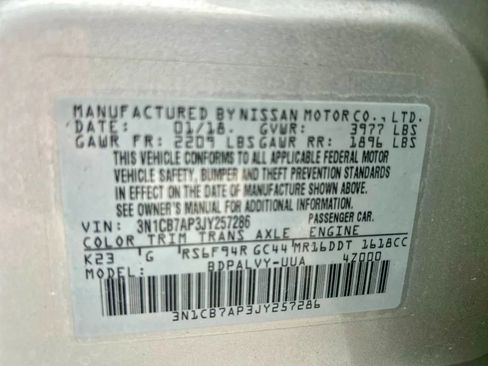 MANUFACTURED BY NISSAN MOTOR CO., LTD.
DATE: 01/18. GVWR: 3977 LBS
GAWR FR: 2209 LBS GAWR RR: 1896 LBS
THIS VEHICLE CONFORMS TO ALL APPLICABLE FEDERAL MOTOR
VEHICLE SAFETY, BUMPER AND THEFT PREVENTION STANDARDS
IN EFFECT ON THE DATE OF MANUFACTURE SHOWN ABOVE.
SEE OWNER'S MANUAL FOR ADDITIONAL INFORMATION.
VIN: 3N1CB7AP3JY257286 PASSENGER CAR.
COLOR TRIM TRANS AXLE ENGINE
K23 G RS6F94R GC44 MR16DDT 1618CC
MODEL: BDPALVY-UUA 47000
3N1CB7AP3JY257286